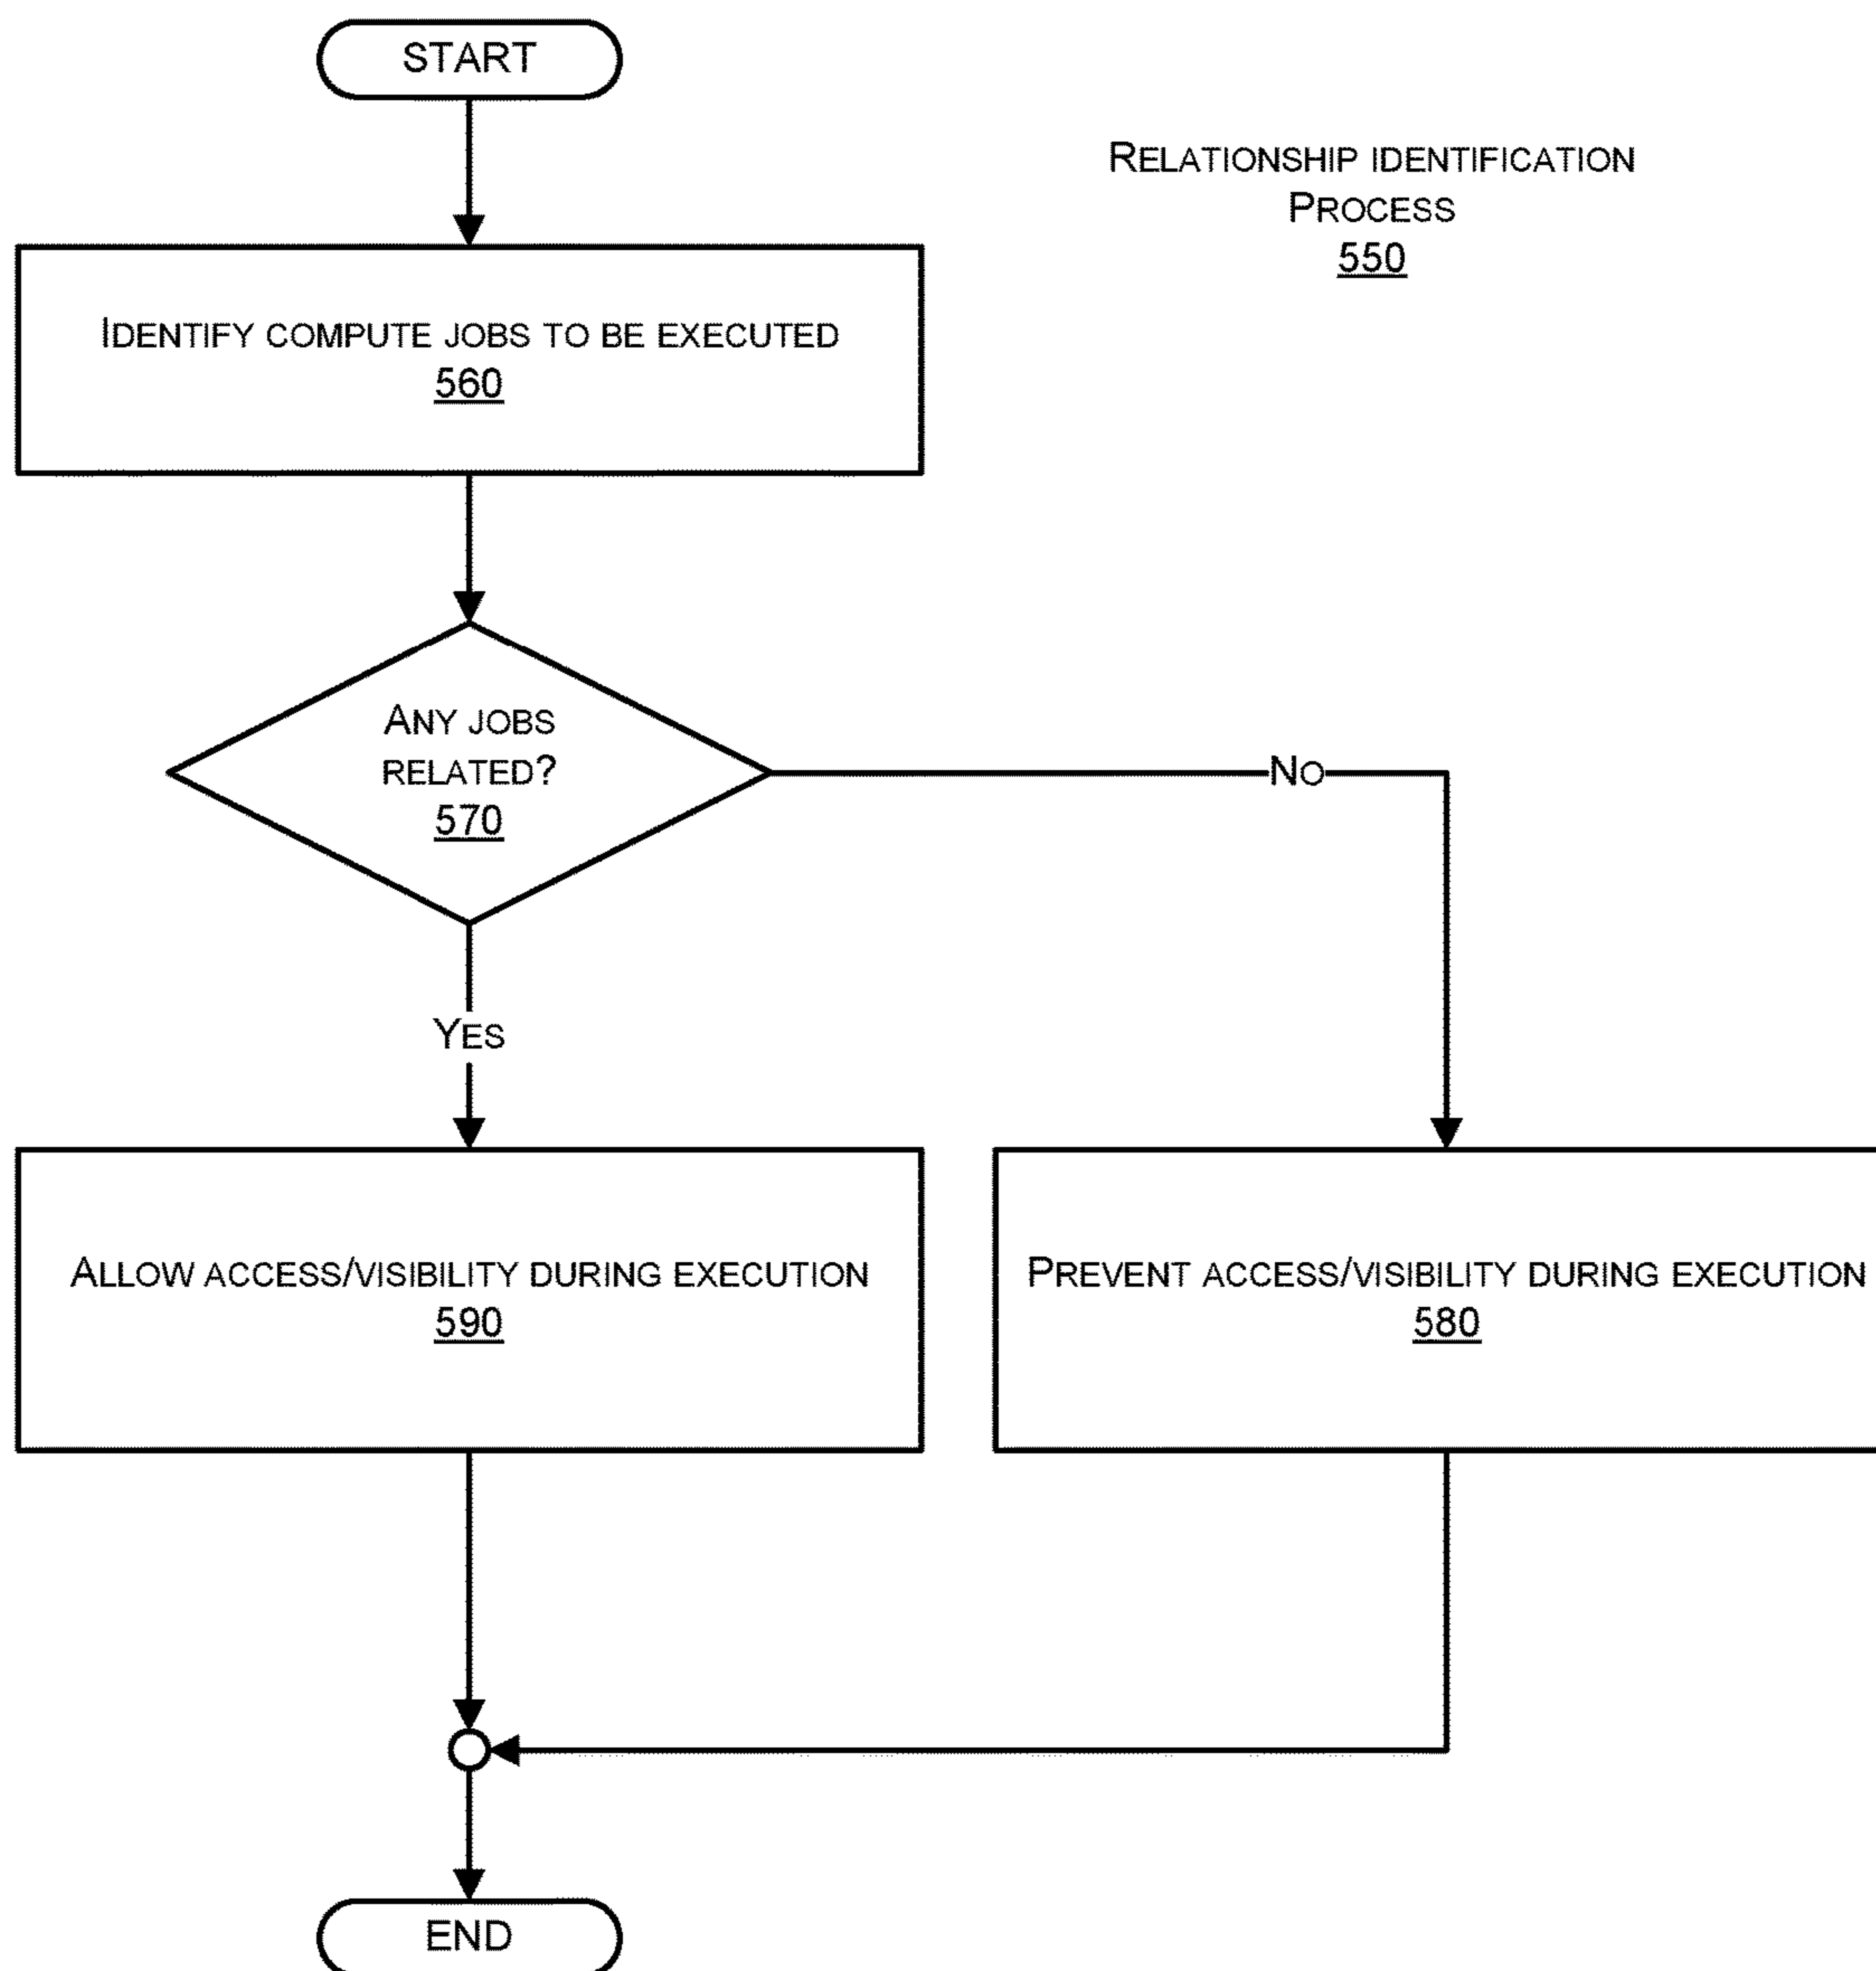 START
RELATIONSHIP IDENTIFICATION
PROCESS
550
IDENTIFY COMPUTE JOBS TO BE EXECUTED
560
ANY JOBS
RELATED?
570
NO
YES
ALLOW ACCESS/VISIBILITY DURING EXECUTION
590
PREVENT ACCESS/VISIBILITY DURING EXECUTION
580
END